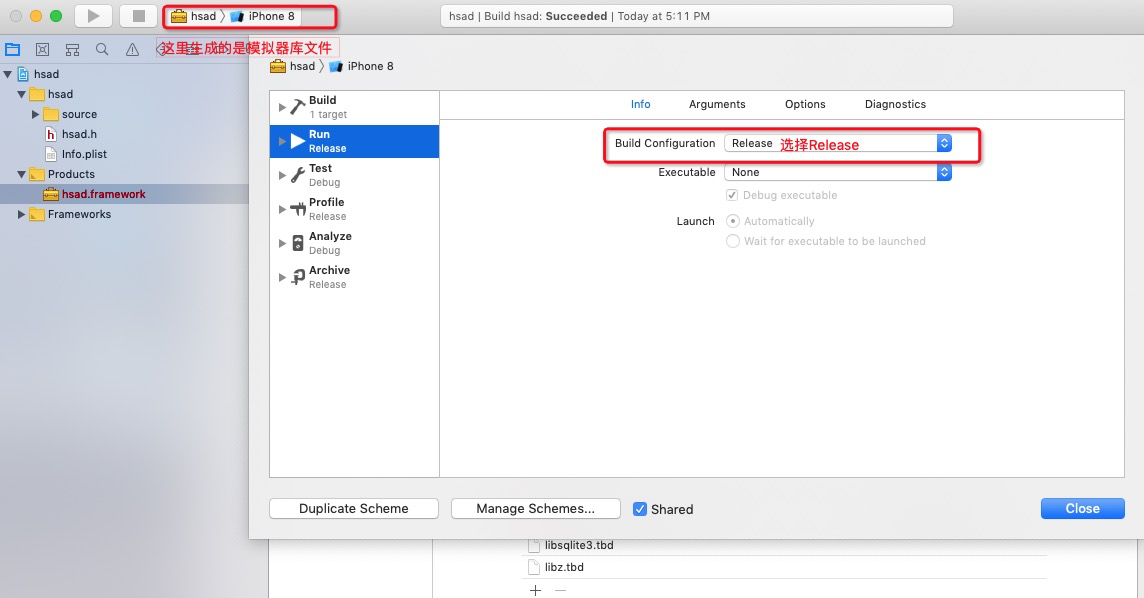 hsad 〉 iPhone 8
hsad | Build hsad: Succeeded | Today at 5:11 PM
这里生成的是模拟器库文件
hsad 〉 iPhone 8
hsad
hsad
source
hsad.h
Info.plist
Products
hsad.framework
Frameworks
Build
1 target
Run
Release
Test
Debug
Profile
Release
Analyze
Debug
Archive
Release
Info Arguments Options Diagnostics
Build Configuration Release 选择Release
Executable None
Debug executable
Launch Automatically
Wait for executable to be launched
Duplicate Scheme Manage Schemes... Shared Close
libsqlite3.tbd
libz.tbd